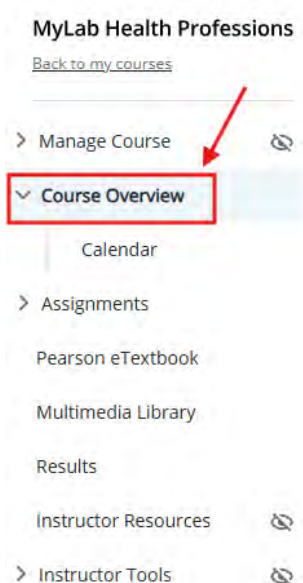 MyLab Health Professions
Back to my courses
Manage Course
Course Overview
Calendar
Assignments
Pearson eTextbook
Multimedia Library
Results
Instructor Resources
Instructor Tools